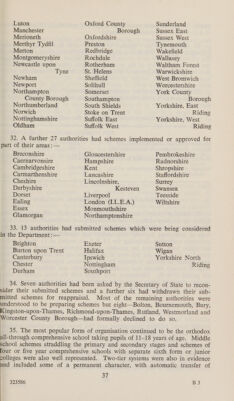 Luton Oxford County Sunderland
Manchester Borough Sussex East
Merioneth Oxfordshire Sussex West
Merthyr Tydfil Preston Tynemouth
Merton Redbridge Wakefield
Montgomeryshire Rochdale Wallasey
Newcastle upon Rotherham Waltham Forest
Tyne St. Helens Warwickshire
Newham Sheffield West Bromwich
Newport Solihull Worcestershire
Northampton Somerset York County
County Borough Southampton Borough
Northumberland South Shields Yorkshire, East
Norwich Stoke on Trent Riding
Nottinghamshire Suffolk East Yorkshire, West
Oldham Suffolk West Riding
32. A further 27 authorities had schemes implemented or approved for
part of their areas:—
Breconshire Gloucestershire Pembrokeshire
Caernarvonshire Hampshire Radnorshire
Cambridgeshire Kent Shropshire
Carmarthenshire Lancashire Staffordshire
Cheshire Lincolnshire, Surrey
Derbyshire Kesteven Swansea
Dorset Liverpool Teesside
Ealing London (I.L.E.A.) Wiltshire
Essex Monmouthshire
Glamorgan Northamptonshire
33. 13 authorities had submitted schemes which were being considered
in the Department:—
Brighton Exeter Sutton
Burton upon Trent Halifax Wigan
Canterbury Ipswich Yorkshire North
Chester Nottingham Riding
Durham Southport
34. Seven authorities had been asked by the Secretary of State to recon-
sider their submitted schemes and a further six had withdrawn their sub-
mitted schemes for reappraisal. Most of the remaining authorities were
understood to be preparing schemes but eight—Bolton, Bournemouth, Bury,
Kingston-upon-Thames, Richmond-upon-Thames, Rutland, Westmorland and
Worcester County Borough—had formally declined to do so.
35. The most popular form of organisation continued to be the orthodox
all-through comprehensive school taking pupils of 11–18 years of age. Middle
school schemes straddling the primary and secondary stages and schemes of
four or five year comprehensive schools with separate sixth form or junior
colleges were also well represented. Two-tier systems were also in evidence
and included some of a permanent character, with automatic transfer of
37
323586 B 3